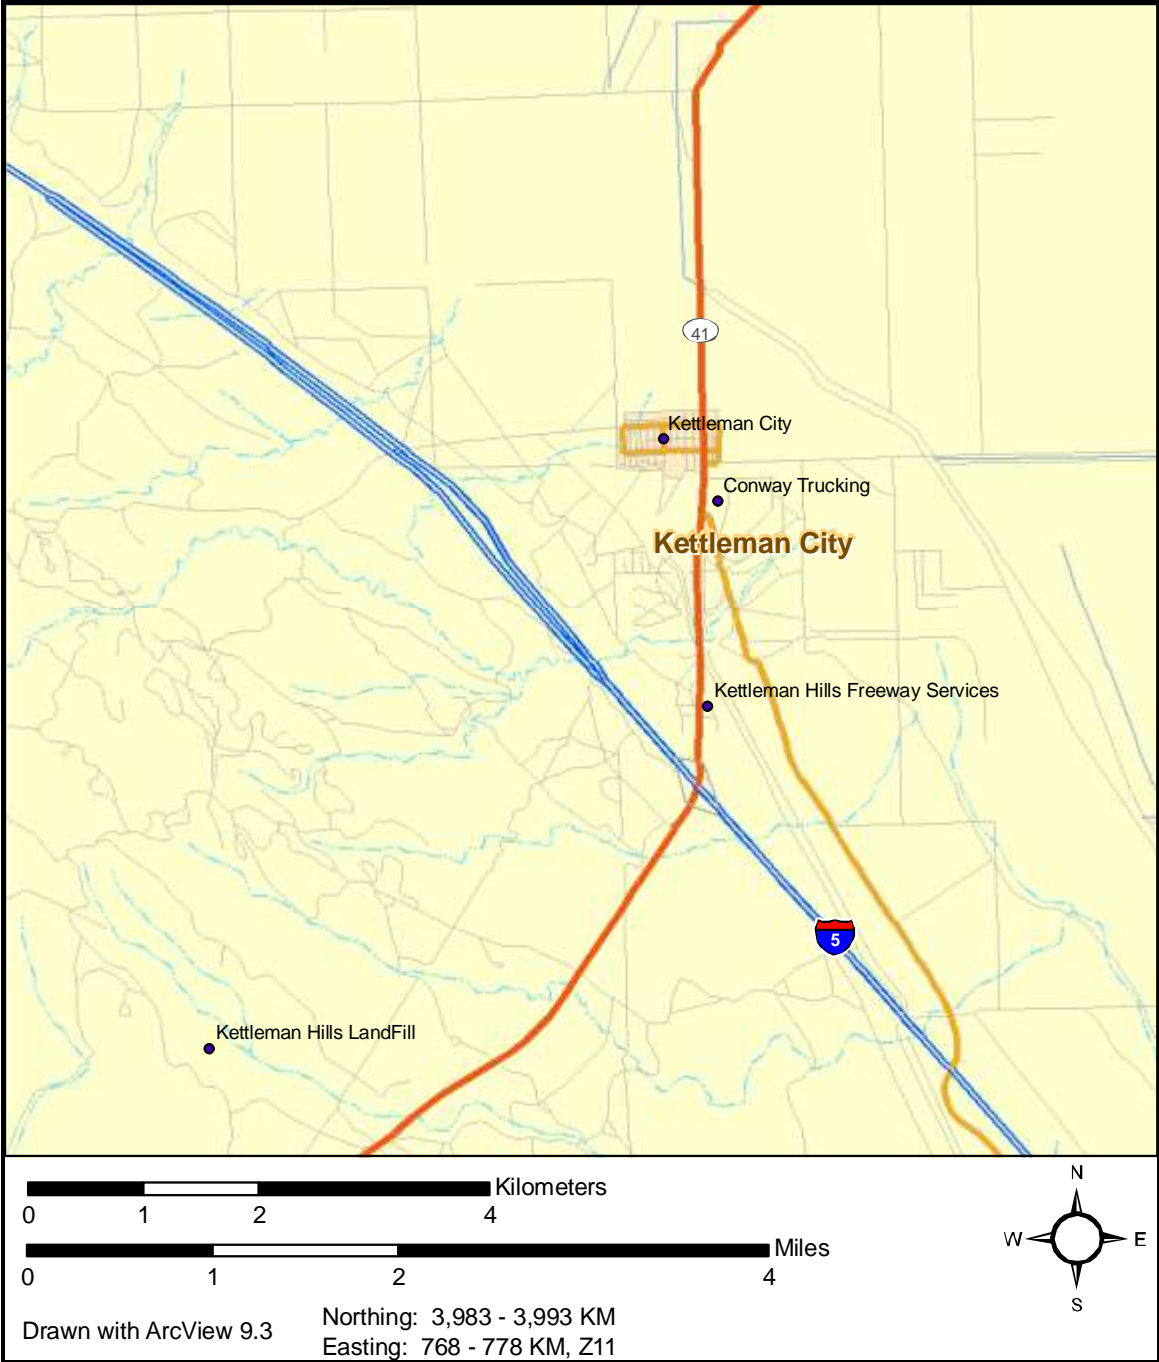 41
Kettleman City
Conway Trucking
Kettleman City
Kettleman Hills Freeway Services
5
Kettleman Hills LandFill
Kilometers
0 1 2 4
Miles
0 1 2 4
N
W E
S
Drawn with ArcView 9.3
Northing: 3,983 - 3,993 KM
Easting: 768 - 778 KM, Z11